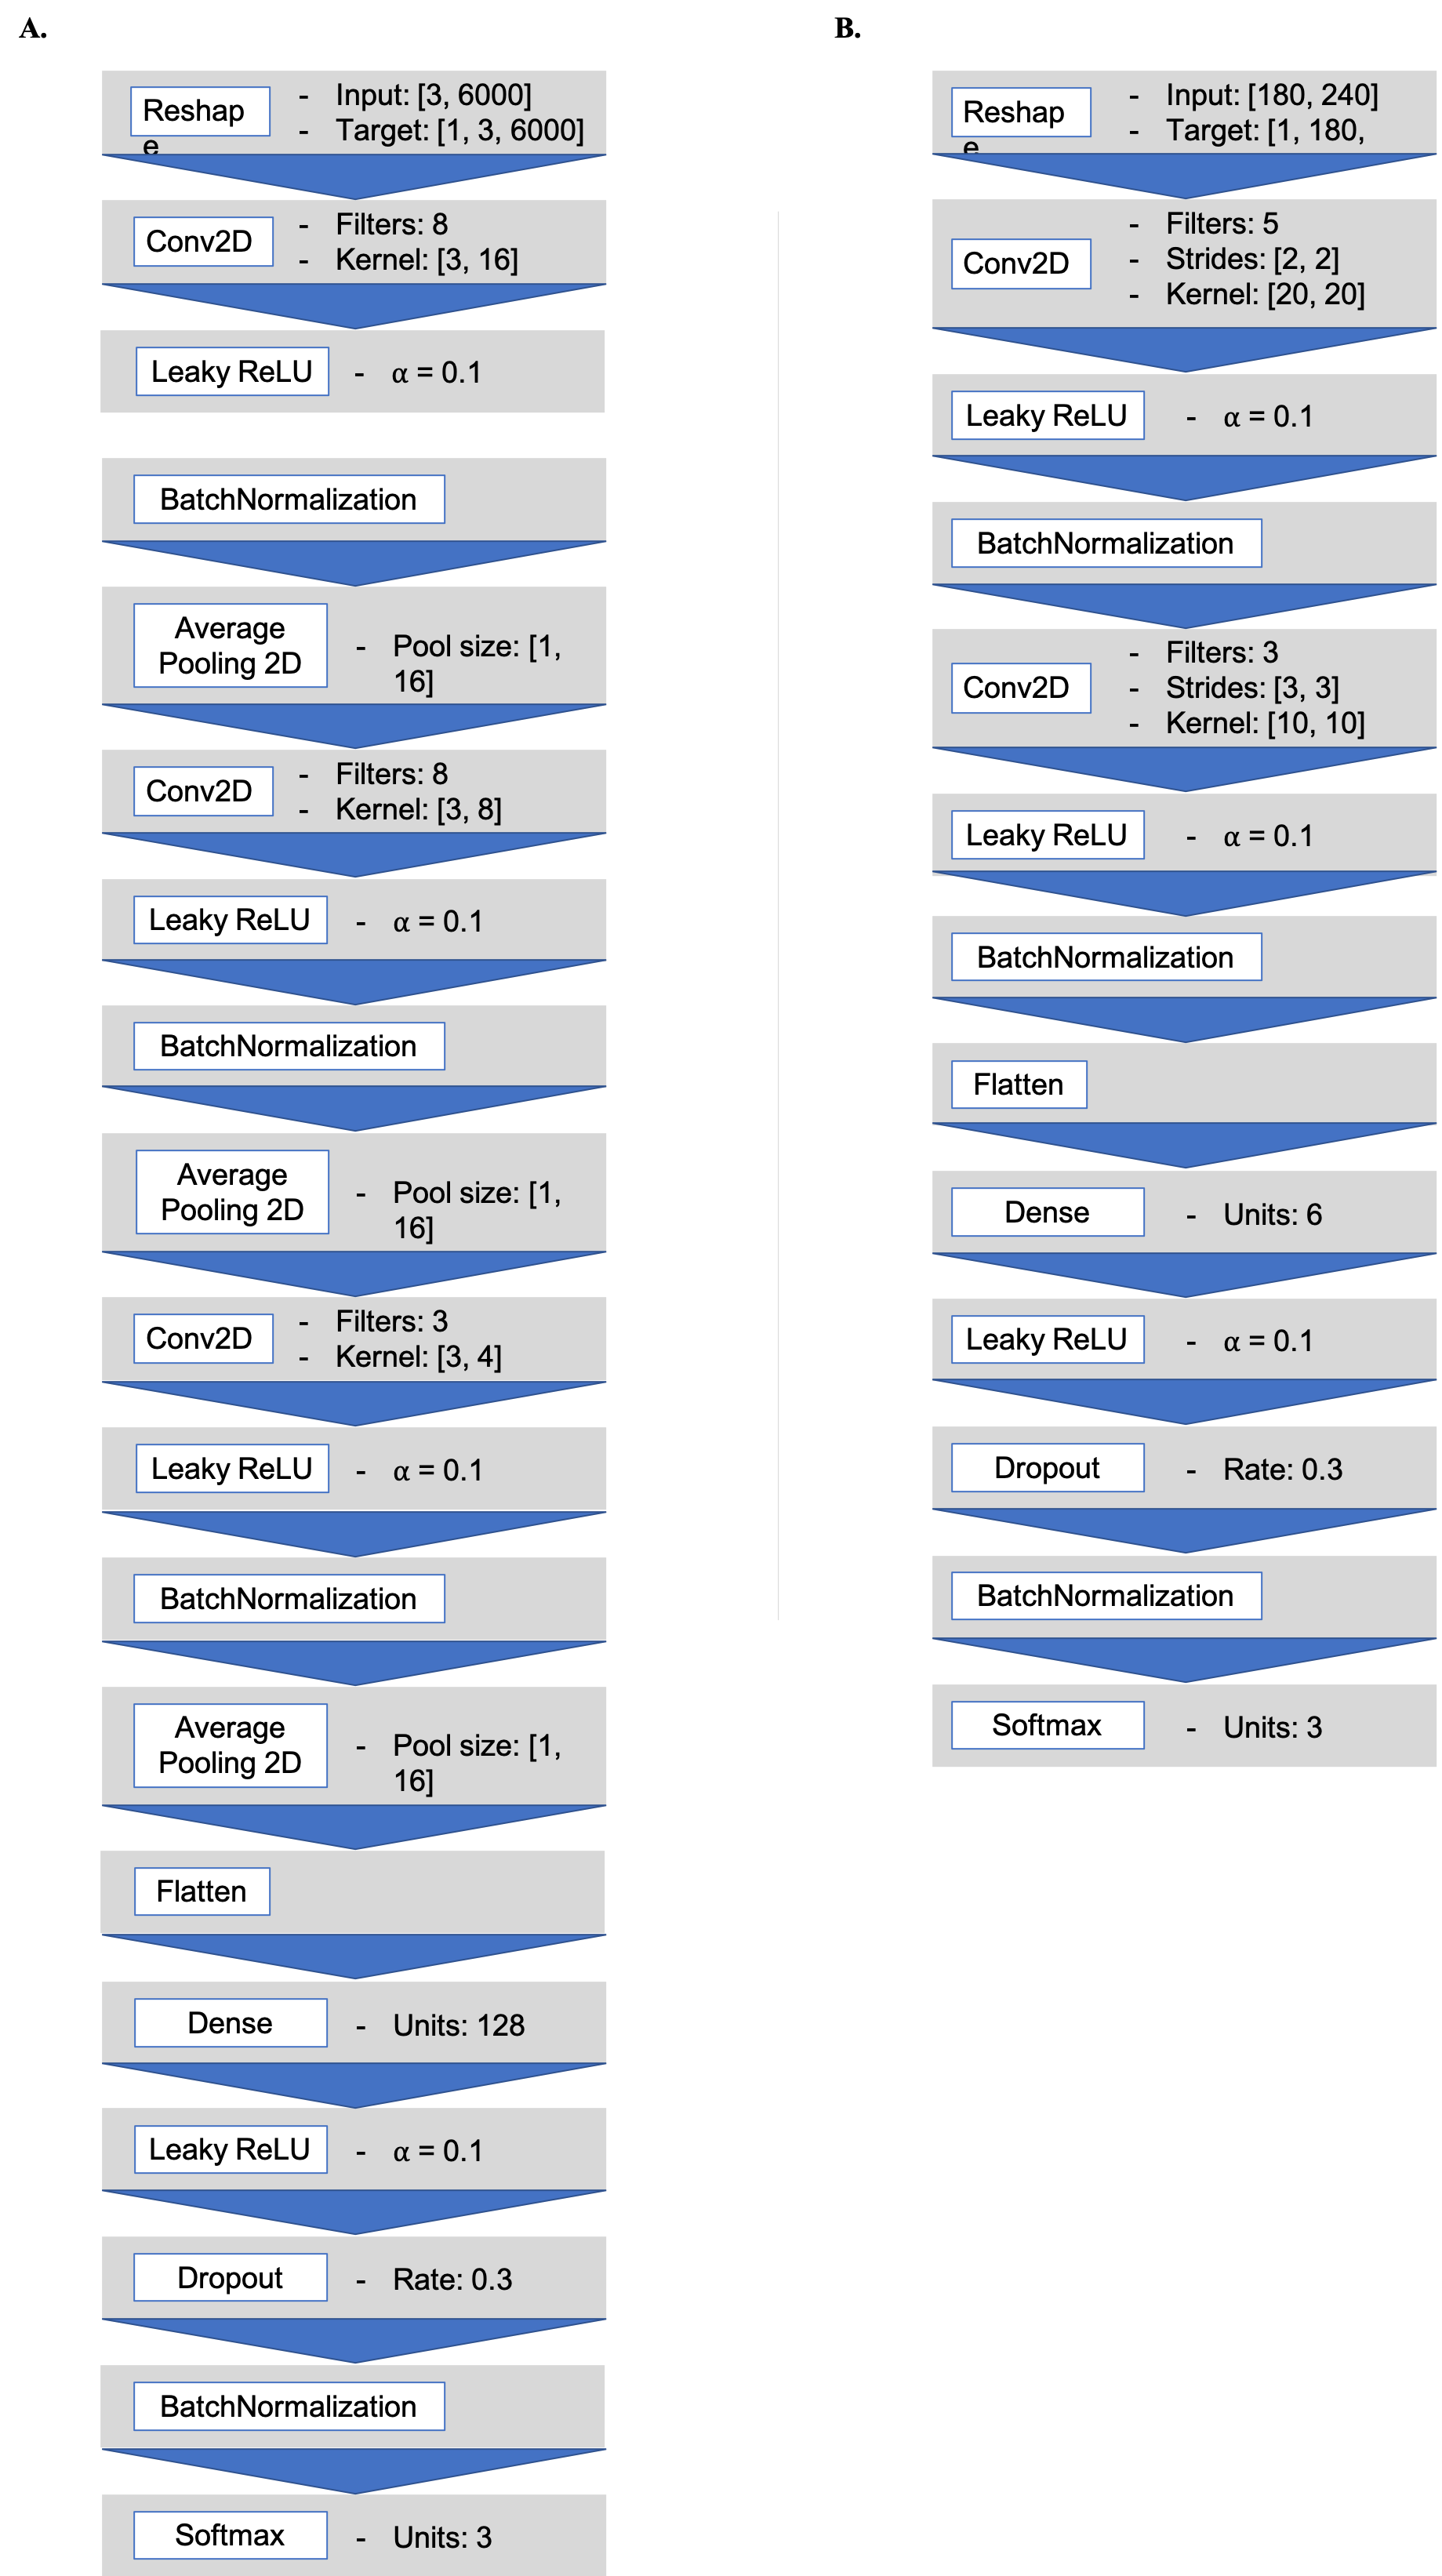 A.
Reshap
e
- Input: [3, 6000]
- Target: [1, 3, 6000]
Conv2D
- Filters: 8
- Kernel: [3, 16]
Leaky ReLU
- α = 0.1
BatchNormalization
Average
Pooling 2D
- Pool size: [1,
16]
Conv2D
- Filters: 8
- Kernel: [3, 8]
Leaky ReLU
- α = 0.1
BatchNormalization
Average
Pooling 2D
- Pool size: [1,
16]
Conv2D
- Filters: 3
- Kernel: [3, 4]
Leaky ReLU
- α = 0.1
BatchNormalization
Average
Pooling 2D
- Pool size: [1,
16]
Flatten
Dense
- Units: 128
Leaky ReLU
- α = 0.1
Dropout
- Rate: 0.3
BatchNormalization
Softmax
- Units: 3
B.
Reshap
e
- Input: [180, 240]
- Target: [1, 180,
Conv2D
- Filters: 5
- Strides: [2, 2]
- Kernel: [20, 20]
Leaky ReLU
- α = 0.1
BatchNormalization
Conv2D
- Filters: 3
- Strides: [3, 3]
- Kernel: [10, 10]
Leaky ReLU
- α = 0.1
BatchNormalization
Flatten
Dense
- Units: 6
Leaky ReLU
- α = 0.1
Dropout
- Rate: 0.3
BatchNormalization
Softmax
- Units: 3